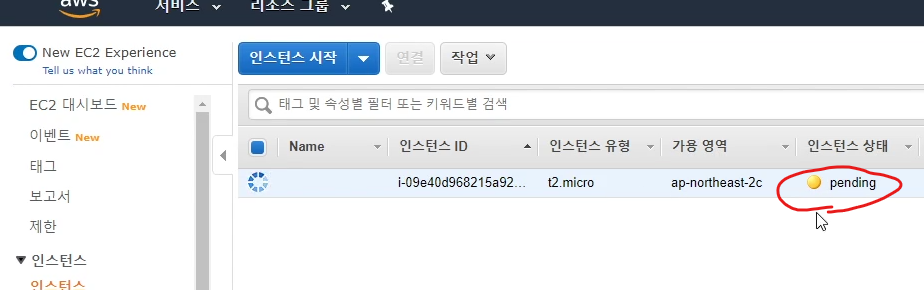 aws
서비스
리소스 그룹
New EC2 Experience
Tell us what you think
EC2 대시보드 New
이벤트 New
태그
보고서
제한
인스턴스
인스턴스
인스턴스 시작
연결
작업
태그 및 속성별 필터 또는 키워드별 검색
Name
인스턴스 ID
인스턴스 유형
가용 영역
인스턴스 상태
i-09e40d968215a92...
t2.micro
ap-northeast-2c
pending